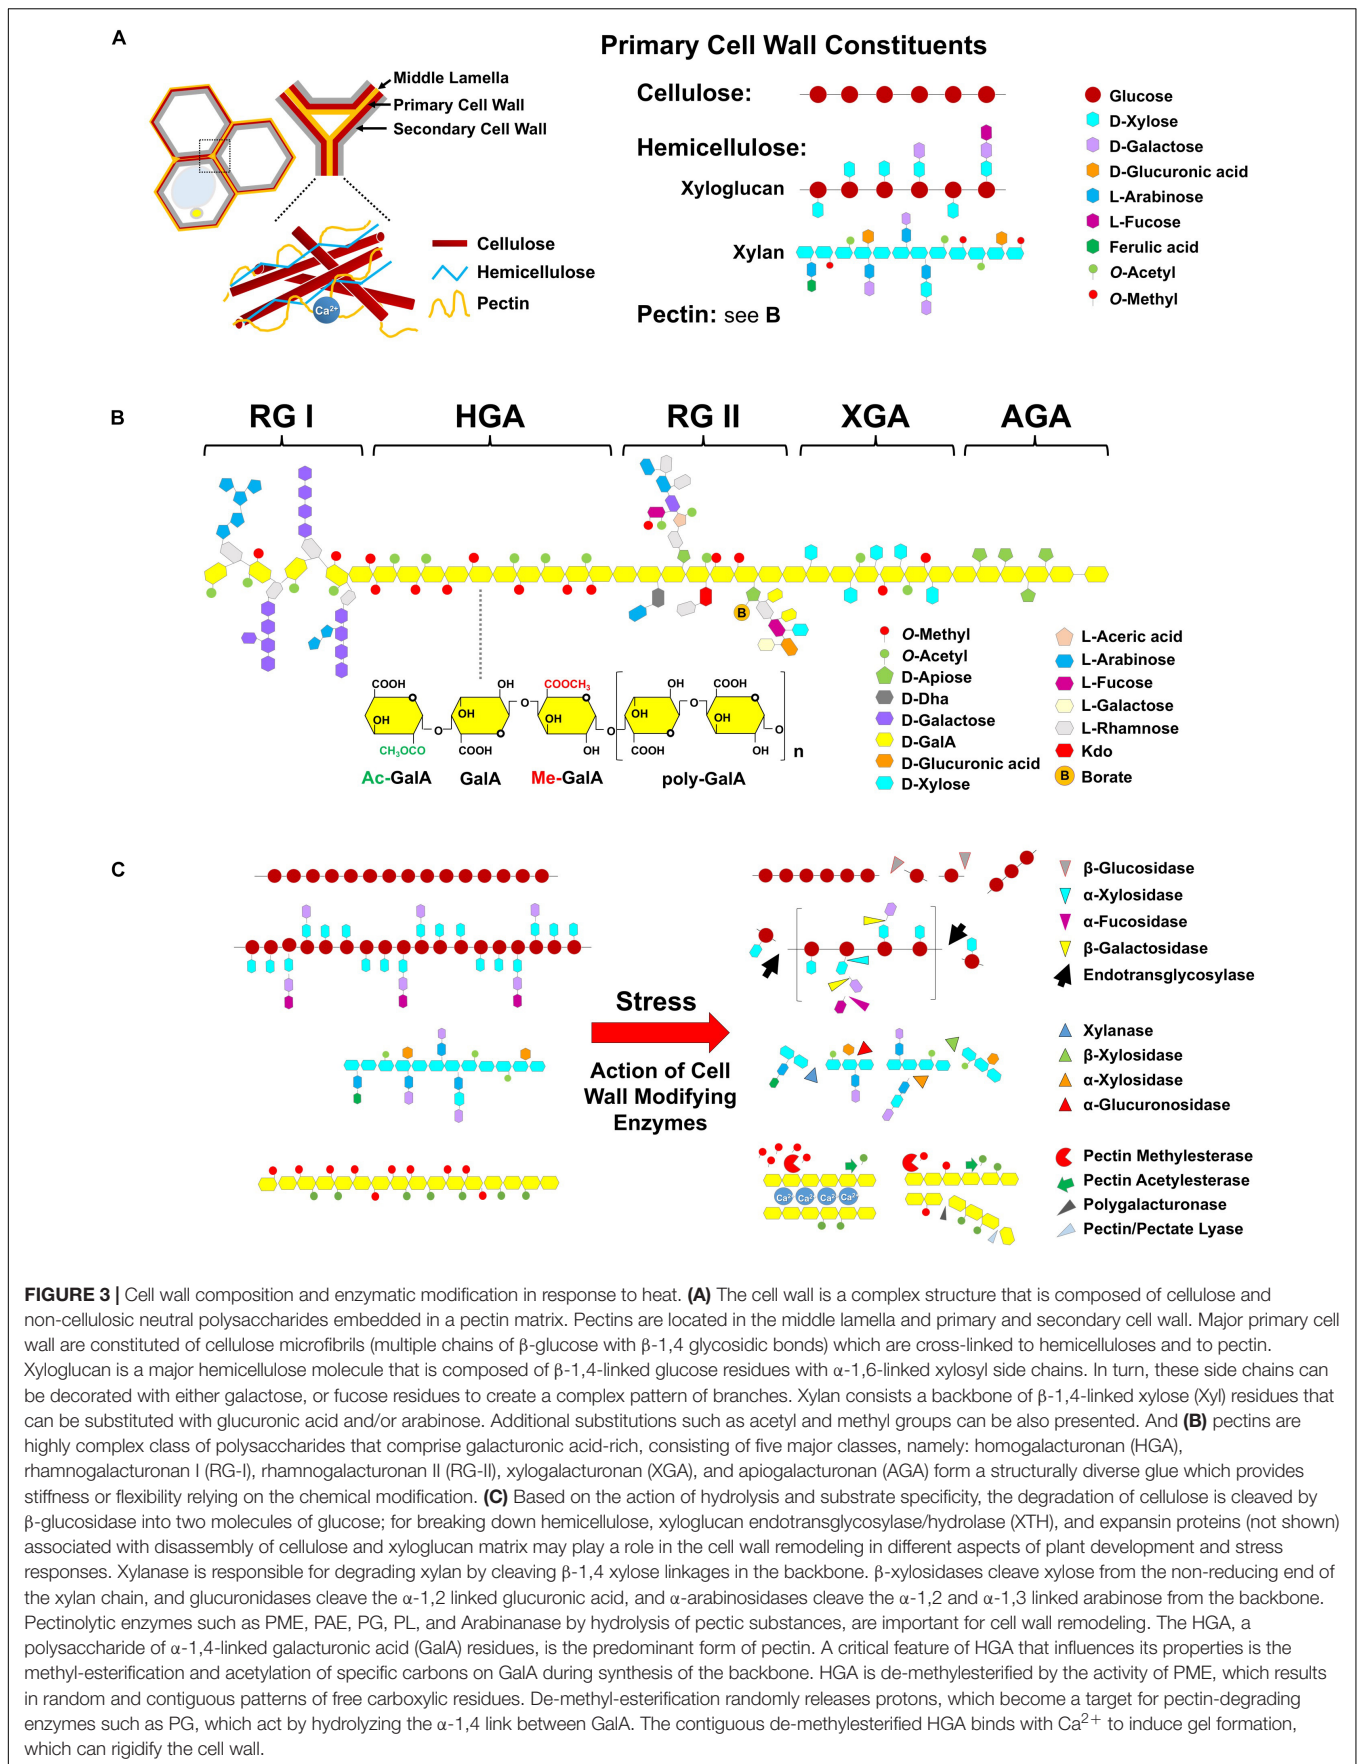 A
Primary Cell Wall Constituents
Middle Lamella
Primary Cell Wall
Secondary Cell Wall
Cellulose
Hemicellulose
Pectin
Ca2+
Cellulose:
Hemicellulose:
Xyloglucan
Xylan
Pectin: see B
Glucose
D-Xylose
D-Galactose
D-Glucuronic acid
L-Arabinose
L-Fucose
Ferulic acid
O-Acetyl
O-Methyl
B
RG I HGA RG II XGA AGA
B
COOH OH COOCH3 OH COOH
OH OH OH OH
O O O O O
CH3OCO COOH OH COOH OH
n
Ac-GalA GalA Me-GalA poly-GalA
O-Methyl
O-Acetyl
D-Apiose
D-Dha
D-Galactose
D-GalA
D-Glucuronic acid
D-Xylose
L-Aceric acid
L-Arabinose
L-Fucose
L-Galactose
L-Rhamnose
Kdo
B Borate
C
Stress
Action of Cell
Wall Modifying
Enzymes
Ca2+ Ca2+ Ca2+ Ca2+
β-Glucosidase
α-Xylosidase
α-Fucosidase
β-Galactosidase
Endotransglycosylase
Xylanase
β-Xylosidase
α-Xylosidase
α-Glucuronosidase
Pectin Methylesterase
Pectin Acetylesterase
Polygalacturonase
Pectin/Pectate Lyase
FIGURE 3 | Cell wall composition and enzymatic modification in response to heat. (A) The cell wall is a complex structure that is composed of cellulose and
non-cellulosic neutral polysaccharides embedded in a pectin matrix. Pectins are located in the middle lamella and primary and secondary cell wall. Major primary cell
wall are constituted of cellulose microfibrils (multiple chains of β-glucose with β-1,4 glycosidic bonds) which are cross-linked to hemicelluloses and to pectin.
Xyloglucan is a major hemicellulose molecule that is composed of β-1,4-linked glucose residues with α-1,6-linked xylosyl side chains. In turn, these side chains can
be decorated with either galactose, or fucose residues to create a complex pattern of branches. Xylan consists a backbone of β-1,4-linked xylose (Xyl) residues that
can be substituted with glucuronic acid and/or arabinose. Additional substitutions such as acetyl and methyl groups can be also presented. And (B) pectins are
highly complex class of polysaccharides that comprise galacturonic acid-rich, consisting of five major classes, namely: homogalacturonan (HGA),
rhamnogalacturonan I (RG-I), rhamnogalacturonan II (RG-II), xylogalacturonan (XGA), and apiogalacturonan (AGA) form a structurally diverse glue which provides
stiffness or flexibility relying on the chemical modification. (C) Based on the action of hydrolysis and substrate specificity, the degradation of cellulose is cleaved by
β-glucosidase into two molecules of glucose; for breaking down hemicellulose, xyloglucan endotransglycosylase/hydrolase (XTH), and expansin proteins (not shown)
associated with disassembly of cellulose and xyloglucan matrix may play a role in the cell wall remodeling in different aspects of plant development and stress
responses. Xylanase is responsible for degrading xylan by cleaving β-1,4 xylose linkages in the backbone. β-xylosidases cleave xylose from the non-reducing end of
the xylan chain, and glucuronidases cleave the α-1,2 linked glucuronic acid, and α-arabinosidases cleave the α-1,2 and α-1,3 linked arabinose from the backbone.
Pectinolytic enzymes such as PME, PAE, PG, PL, and Arabinanase by hydrolysis of pectic substances, are important for cell wall remodeling. The HGA, a
polysaccharide of α-1,4-linked galacturonic acid (GalA) residues, is the predominant form of pectin. A critical feature of HGA that influences its properties is the
methyl-esterification and acetylation of specific carbons on GalA during synthesis of the backbone. HGA is de-methylesterified by the activity of PME, which results
in random and contiguous patterns of free carboxylic residues. De-methyl-esterification randomly releases protons, which become a target for pectin-degrading
enzymes such as PG, which act by hydrolyzing the α-1,4 link between GalA. The contiguous de-methylesterified HGA binds with Ca2+ to induce gel formation,
which can rigidify the cell wall.